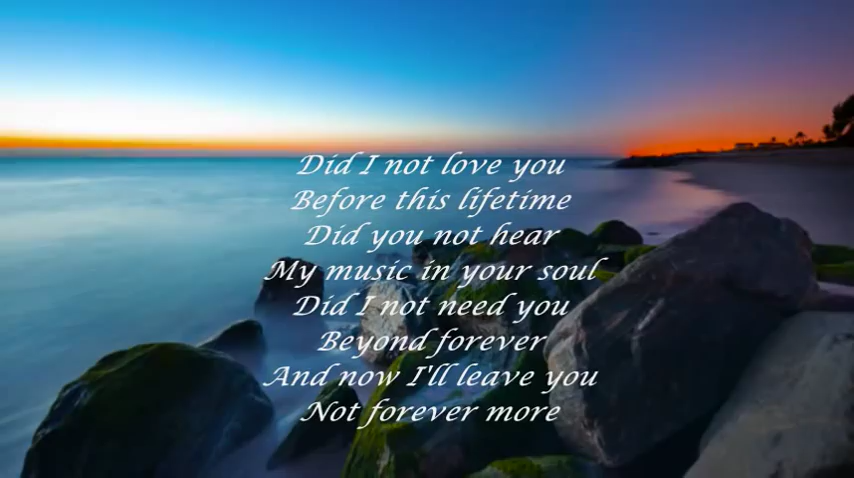 Did I not love you
Before this lifetime
Did you not hear
My music in your soul
Did I not need you
Beyond forever
And now I'll leave you
Not forever more